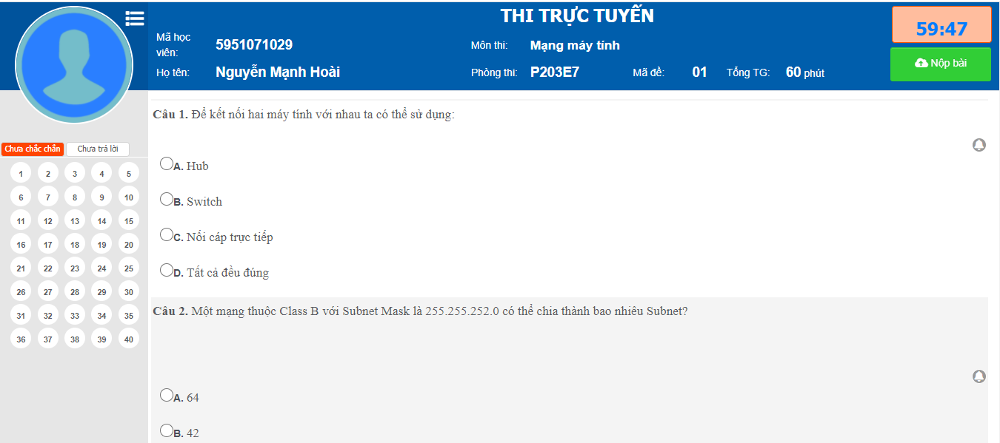 THI TRỰC TUYẾN
59:47
Mã học viên:
5951071029
Môn thi:
Mạng máy tính
Nộp bài
Họ tên:
Nguyễn Mạnh Hoài
Phòng thi:
P203E7
Mã đề:
01
Tổng TG:
60 phút
Chưa chắc chắn
Chưa trả lời
1 2 3 4 5
6 7 8 9 10
11 12 13 14 15
16 17 18 19 20
21 22 23 24 25
26 27 28 29 30
31 32 33 34 35
36 37 38 39 40
Câu 1. Để kết nối hai máy tính với nhau ta có thể sử dụng:
A. Hub
B. Switch
C. Nối cáp trực tiếp
D. Tất cả đều đúng
Câu 2. Một mạng thuộc Class B với Subnet Mask là 255.255.252.0 có thể chia thành bao nhiêu Subnet?
A. 64
B. 42